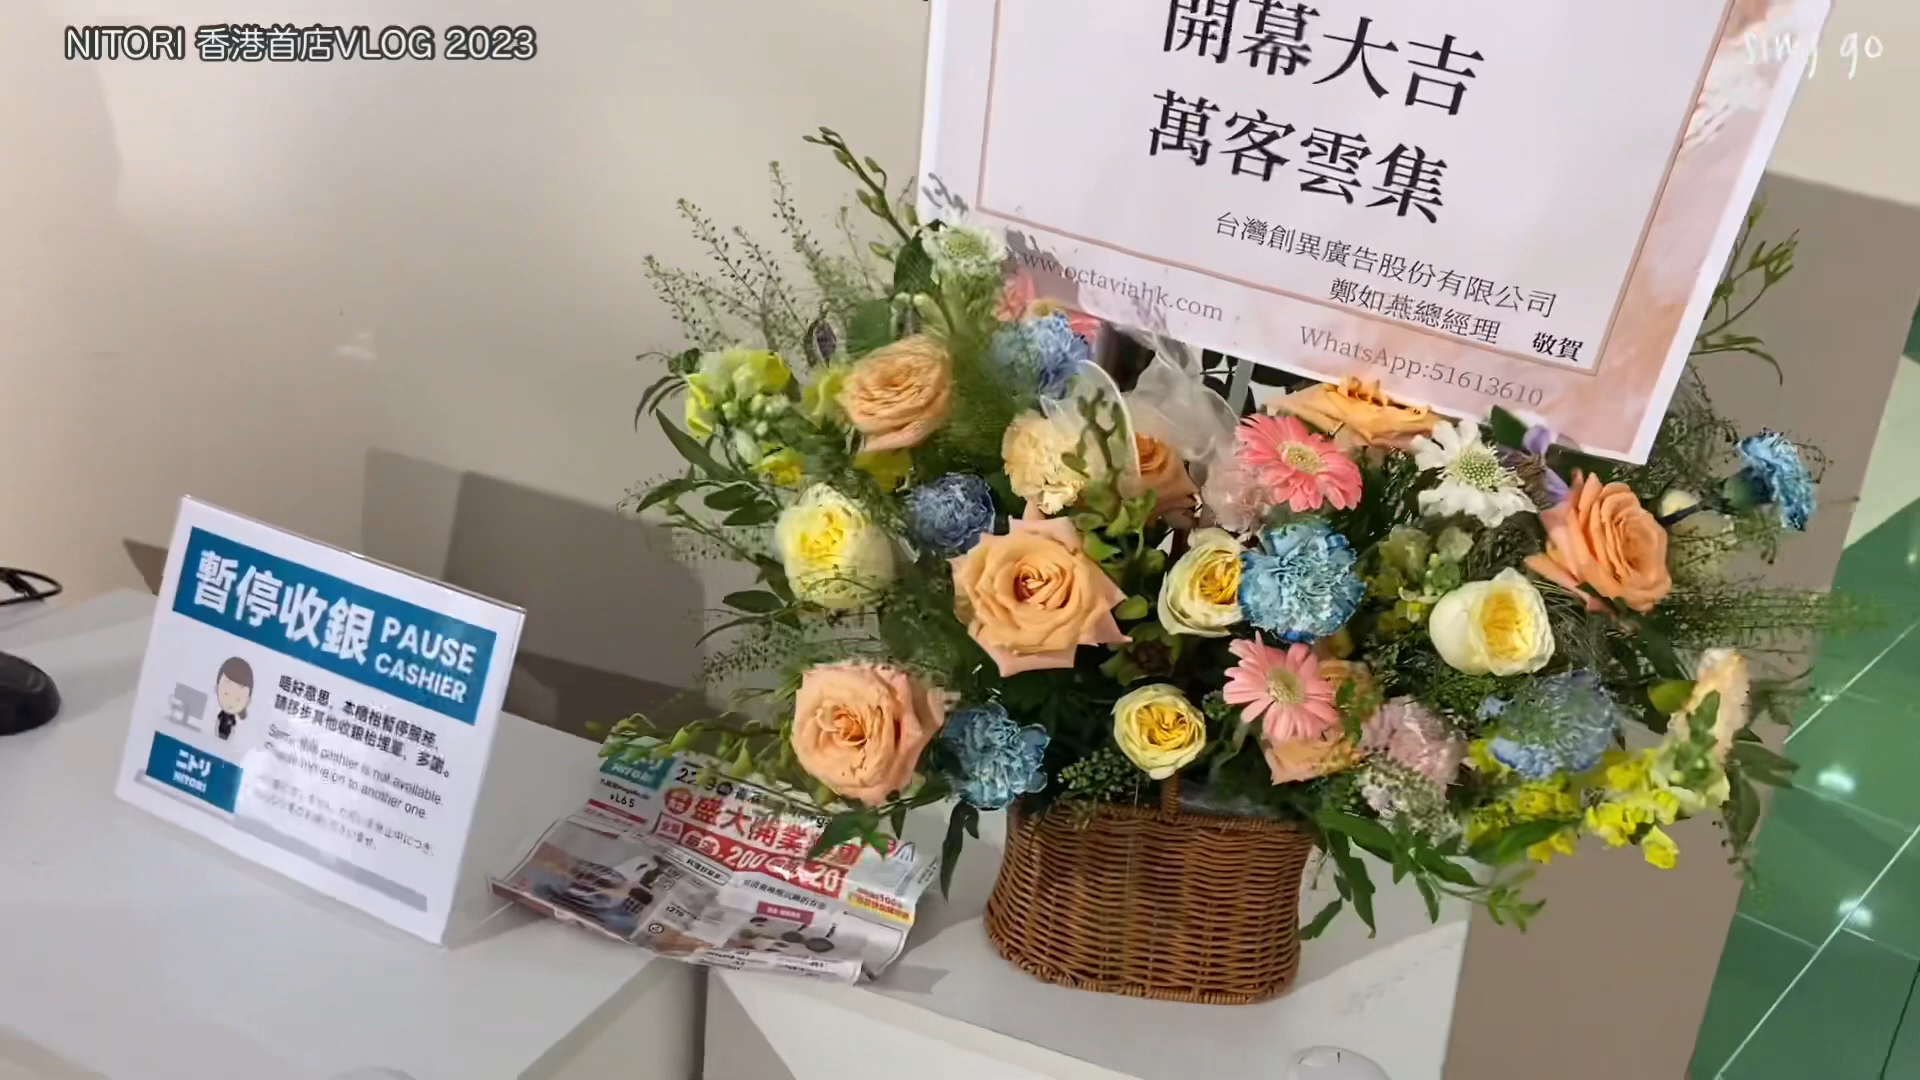 NITORI 香港首店VLOG 2023
sing go
開幕大吉
萬客雲集
台灣創異廣告股份有限公司
鄭如燕總經理 敬賀
www.octaviahk.com
WhatsApp:51613610
暫停收銀 PAUSE
CASHIER
唔好意思，本櫃枱暫停服務，
請移步其他收銀枱埋單，多謝。
Sorry, this cashier is not available.
Please move on to another one.
ニトリ
NITORI
盛大開業